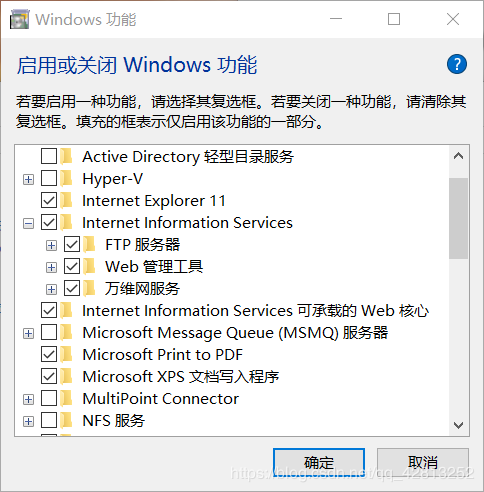 Windows 功能
启用或关闭 Windows 功能
若要启用一种功能，请选择其复选框。若要关闭一种功能，请清除其
复选框。填充的框表示仅启用该功能的一部分。
Active Directory 轻型目录服务
Hyper-V
Internet Explorer 11
Internet Information Services
FTP 服务器
Web 管理工具
万维网服务
Internet Information Services 可承载的 Web 核心
Microsoft Message Queue (MSMQ) 服务器
Microsoft Print to PDF
Microsoft XPS 文档写入程序
MultiPoint Connector
NFS 服务
确定
取消